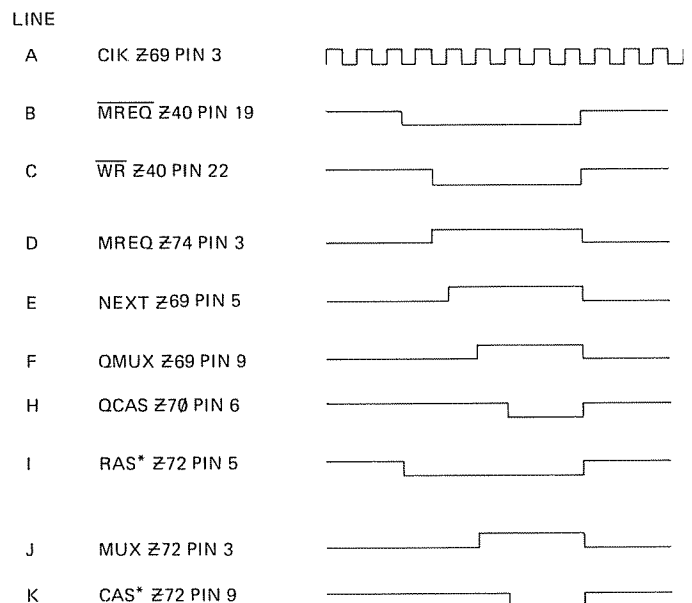 LINE
A CIK Z69 PIN 3
B MREQ Z40 PIN 19
C WR Z40 PIN 22
D MREQ Z74 PIN 3
E NEXT Z69 PIN 5
F QMUX Z69 PIN 9
H QCAS Z70 PIN 6
I RAS* Z72 PIN 5
J MUX Z72 PIN 3
K CAS* Z72 PIN 9